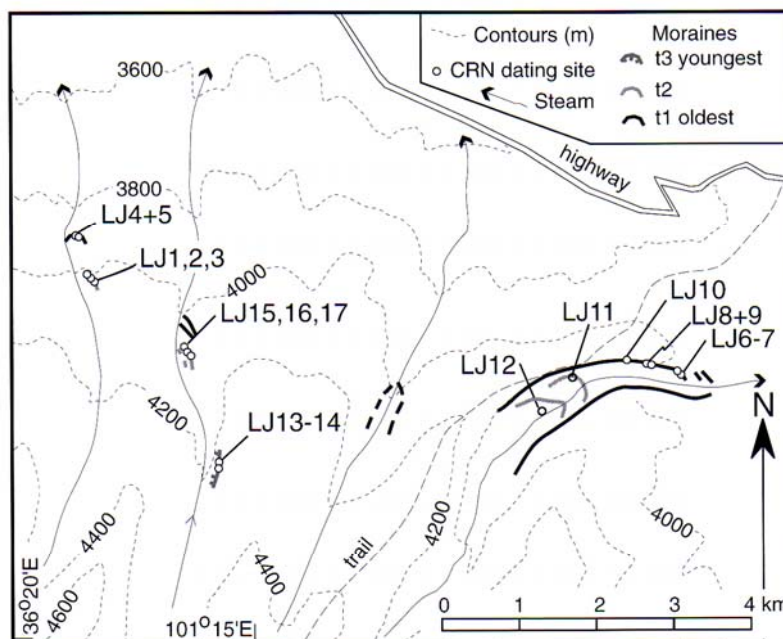 Contours (m)
CRN dating site
Steam
Moraines
t3 youngest
t2
t1 oldest
highway
3600
3800
LJ4+5
LJ1,2,3
4000
LJ15,16,17
LJ10
LJ11
LJ8+9
LJ6-7
LJ12
N
4200
LJ13-14
4400
4400
4200
4000
trail
4600
36°20'E
101°15'E
0 1 2 3 4 km